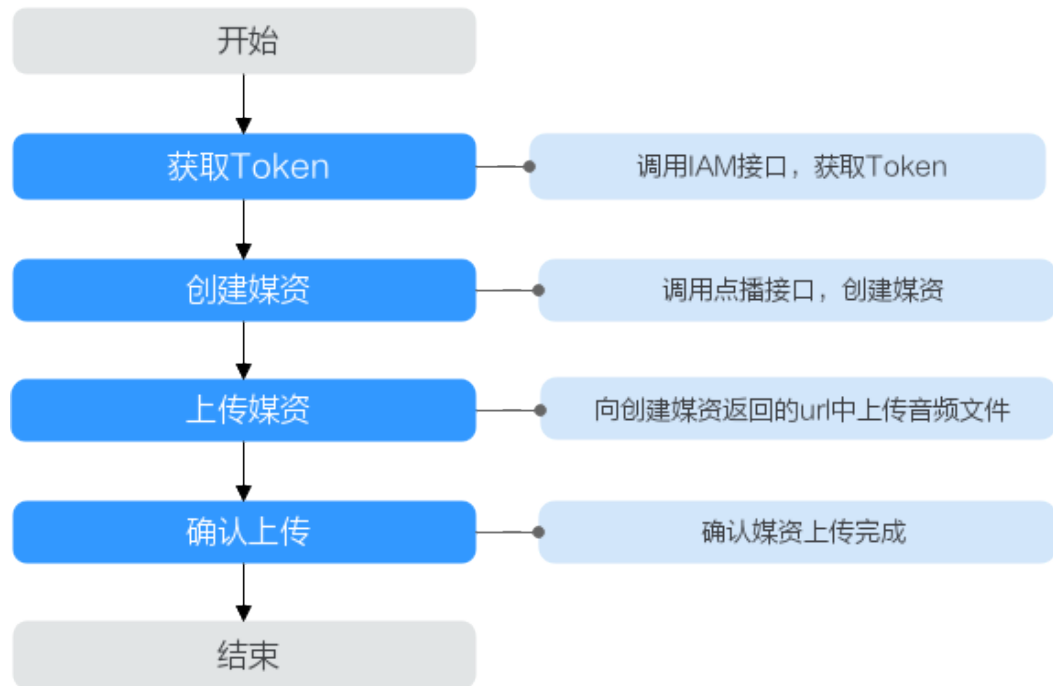 开始
获取Token
调用IAM接口，获取Token
创建媒资
调用点播接口，创建媒资
上传媒资
向创建媒资返回的url中上传音频文件
确认上传
确认媒资上传完成
结束